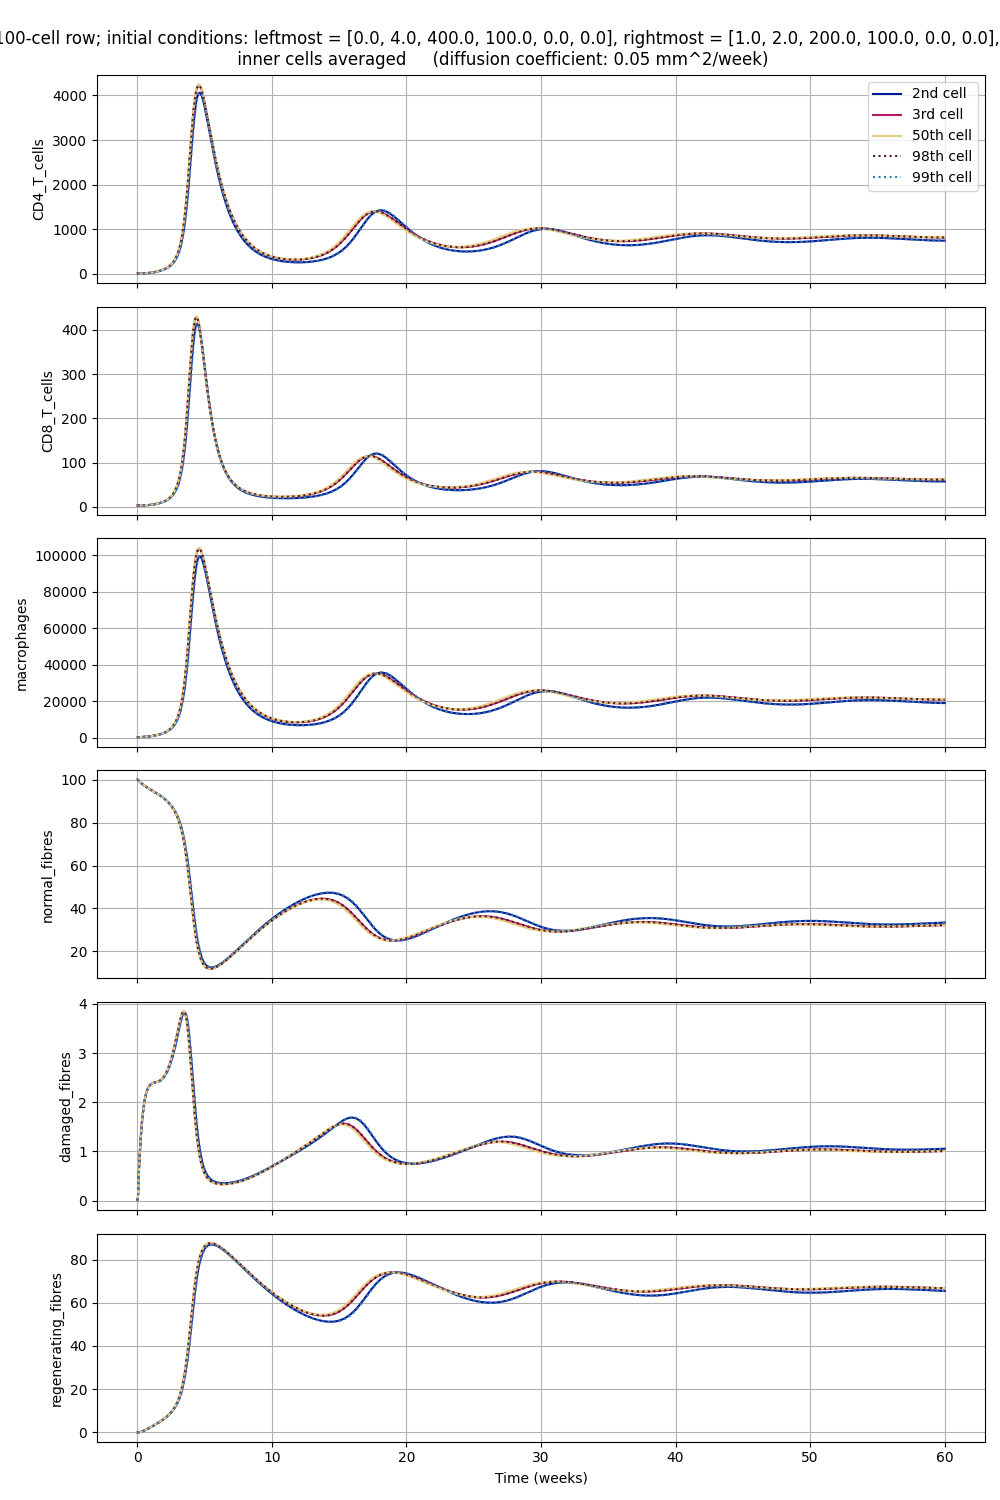 100-cell row; initial conditions: leftmost = [0.0, 4.0, 400.0, 100.0, 0.0, 0.0], rightmost = [1.0, 2.0, 200.0, 100.0, 0.0, 0.0],
inner cells averaged (diffusion coefficient: 0.05 mm^2/week)
2nd cell
3rd cell
50th cell
98th cell
99th cell
CD4_T_cells
4000
3000
2000
1000
0
CD8_T_cells
400
300
200
100
0
macrophages
100000
80000
60000
40000
20000
0
normal_fibres
100
80
60
40
20
damaged_fibres
4
3
2
1
0
regenerating_fibres
80
60
40
20
0
0 10 20 30 40 50 60
Time (weeks)